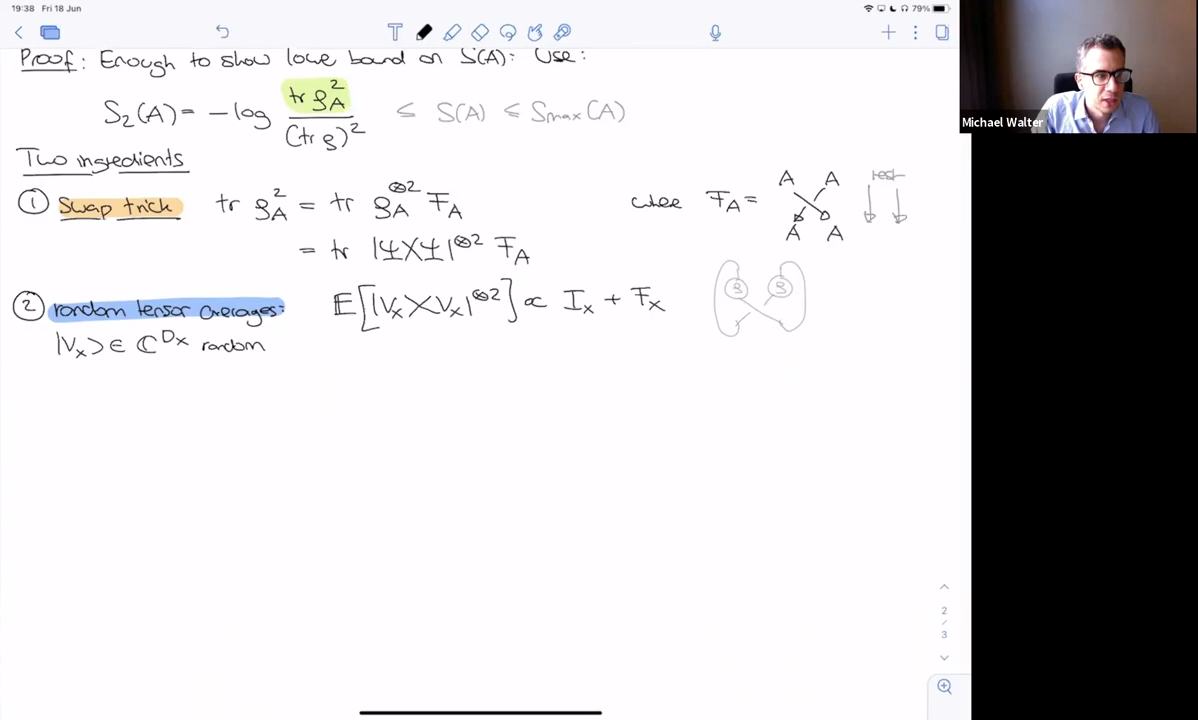 19:38 Fri 18 Jun
79%
Proof: Enough to show lowe bound on S(A): Use:
S₂(A) = −log tr ρ_A² / (tr ρ)² ≤ S(A) ≤ Smax(A)
Two ingredients
① Swap trick tr ρ_A² = tr ρ_A^⊗2 F_A where F_A = A A A A rest
= tr |Ψ⟩⟨Ψ|^⊗2 F_A
② random tensor averages: E[|V_x⟩⟨V_x|^⊗2] ∝ I_x + F_x ρ ρ
|V_x⟩ ∈ ℂ^D_x random
Michael Walter
2
/
3